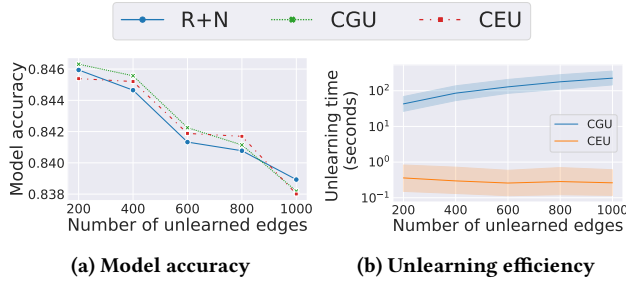 R+N CGU CEU
Model accuracy
0.846
0.844
0.842
0.840
0.838
200 400 600 800 1000
Number of unlearned edges
(a) Model accuracy
Unlearning time
(seconds)
10²
10¹
10⁰
10⁻¹
CGU
CEU
200 400 600 800 1000
Number of unlearned edges
(b) Unlearning efficiency